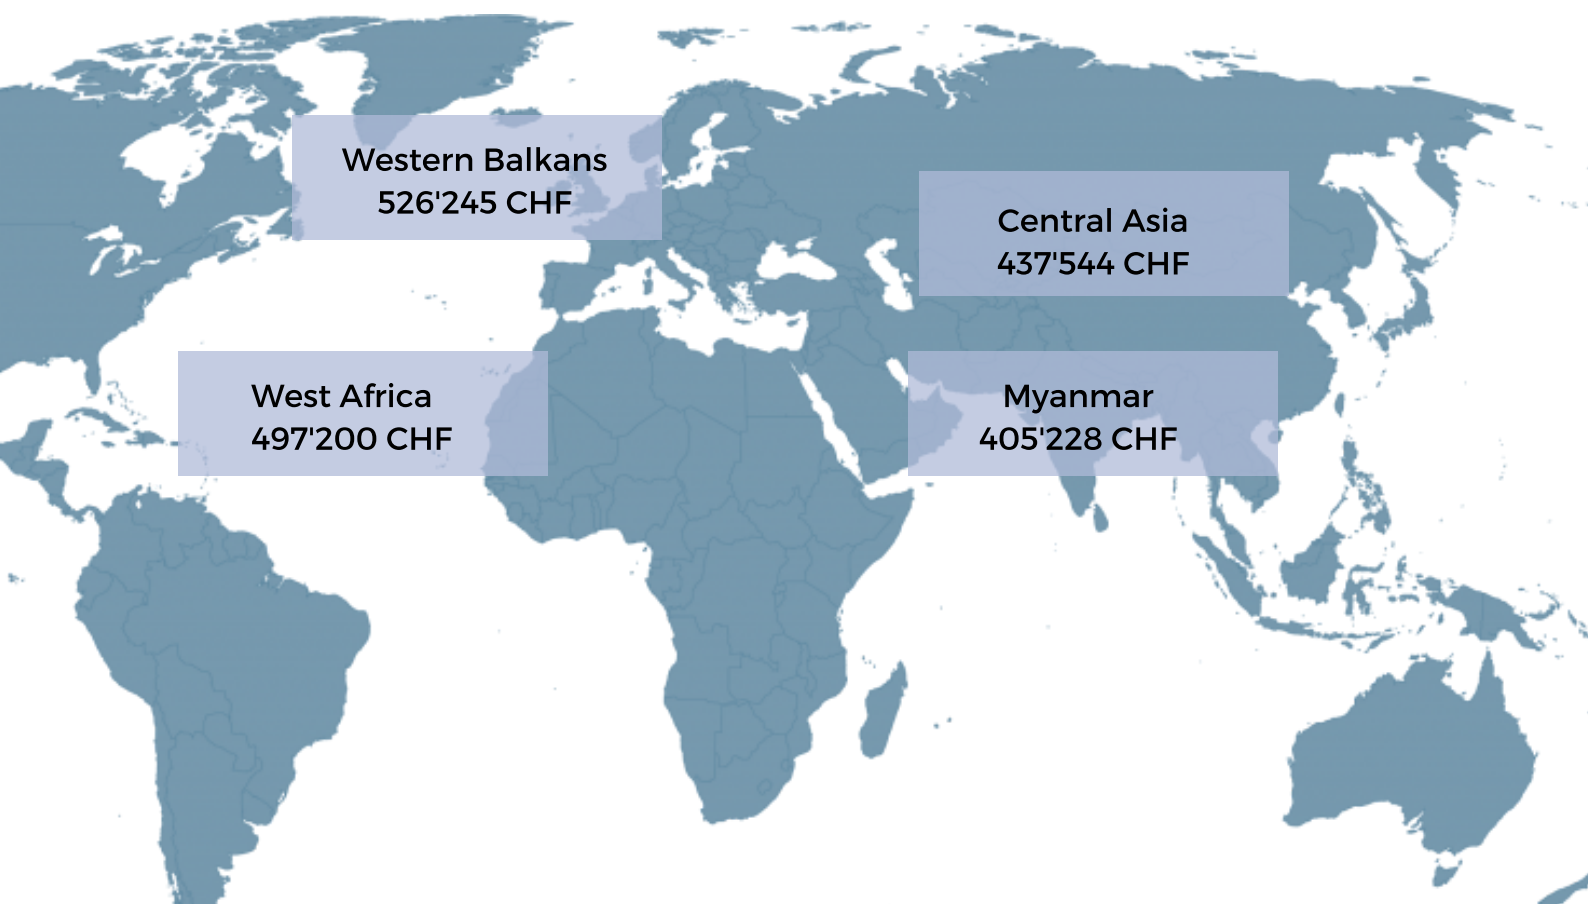 Western Balkans
526'245 CHF
Central Asia
437'544 CHF
West Africa
497'200 CHF
Myanmar
405'228 CHF